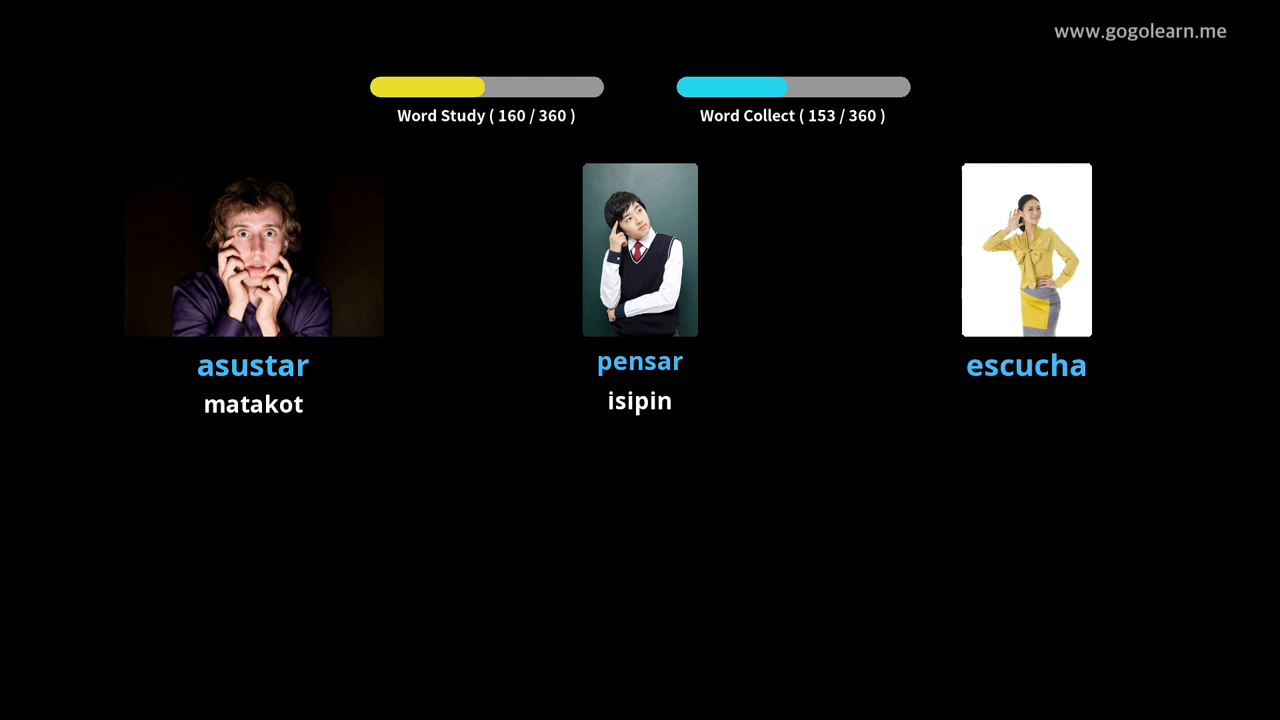 www.gogolearn.me
Word Study ( 160 / 360 )
Word Collect ( 153 / 360 )
asustar
matakot
pensar
isipin
escucha